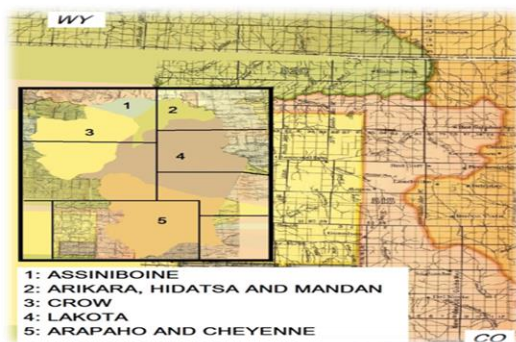 WY
1
2
3
4
5
1: ASSINIBOINE
2: ARIKARA, HIDATSA AND MANDAN
3: CROW
4: LAKOTA
5: ARAPAHO AND CHEYENNE
CO